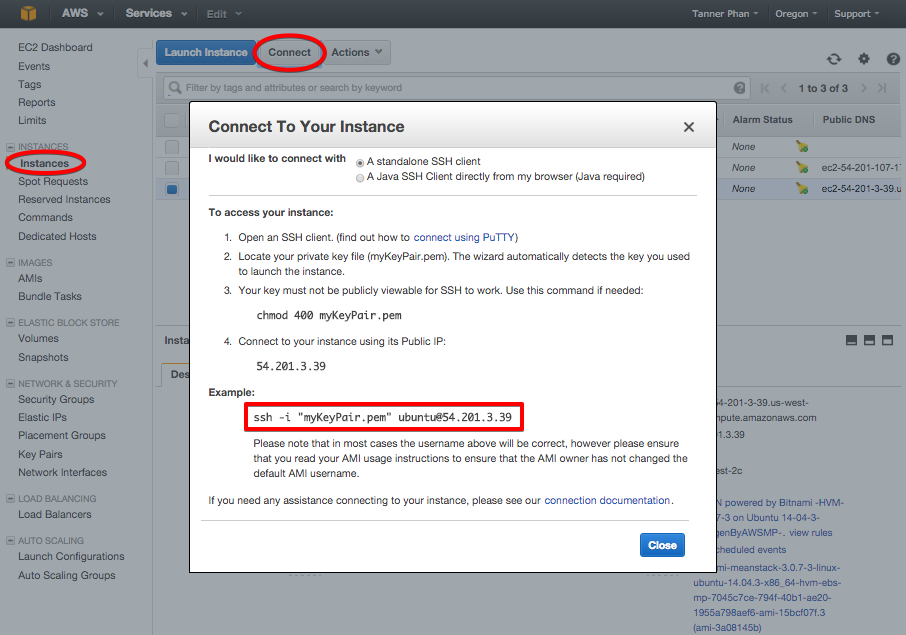 AWS Services Edit Tanner Phan Oregon Support
EC2 Dashboard
Events
Tags
Reports
Limits
INSTANCES
Instances
Spot Requests
Reserved Instances
Commands
Dedicated Hosts
IMAGES
AMIs
Bundle Tasks
ELASTIC BLOCK STORE
Volumes
Snapshots
NETWORK & SECURITY
Security Groups
Elastic IPs
Placement Groups
Key Pairs
Network Interfaces
LOAD BALANCING
Load Balancers
AUTO SCALING
Launch Configurations
Auto Scaling Groups
Launch Instance Connect Actions
Filter by tags and attributes or search by keyword 1 to 3 of 3
Alarm Status Public DNS
None
None ec2-54-201-107-17
None ec2-54-201-3-39.u
Connect To Your Instance
I would like to connect with A standalone SSH client
A Java SSH Client directly from my browser (Java required)
To access your instance:
1. Open an SSH client. (find out how to connect using PuTTY)
2. Locate your private key file (myKeyPair.pem). The wizard automatically detects the key you used
to launch the instance.
3. Your key must not be publicly viewable for SSH to work. Use this command if needed:
chmod 400 myKeyPair.pem
4. Connect to your instance using its Public IP:
54.201.3.39
Example:
ssh -i "myKeyPair.pem" ubuntu@54.201.3.39
Please note that in most cases the username above will be correct, however please ensure
that you read your AMI usage instructions to ensure that the AMI owner has not changed the
default AMI username.
If you need any assistance connecting to your instance, please see our connection documentation.
Close
Insta
Des
54-201-3-39.us-west-
mpute.amazonaws.com
.3.39
est-2c
N powered by Bitnami -HVM-
7-3 on Ubuntu 14-04-3-
genByAWSMP-. view rules
cheduled events
mi-meanstack-3.0.7-3-linux-
ubuntu-14.04.3-x86_64-hvm-ebs-
mp-7045c7ce-794f-40b1-ae20-
1955a798aef6-ami-15bcf07f.3
(ami-3a08145b)